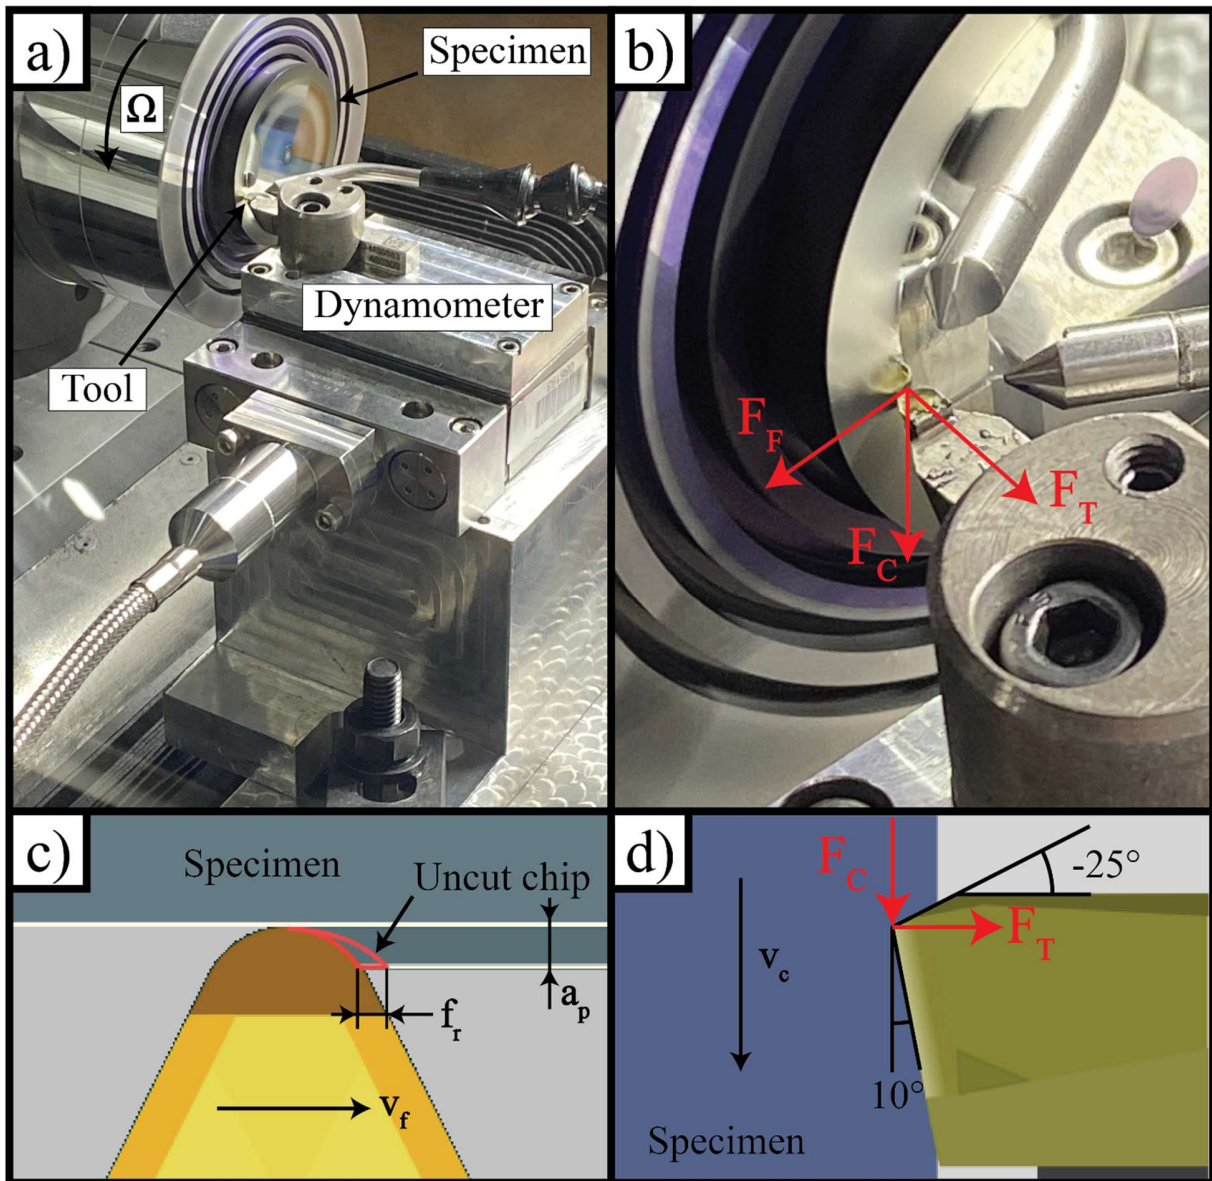 a)
Specimen
Ω
Dynamometer
Tool
b)
F_F
F_T
F_C
c)
Specimen
Uncut chip
a_p
f_r
v_f
d)
F_C
-25°
F_T
v_c
10°
Specimen